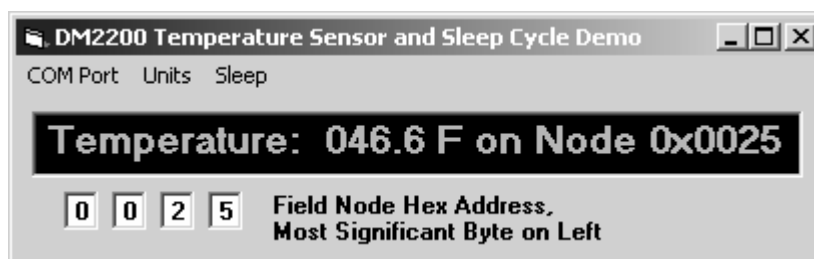 DM2200 Temperature Sensor and Sleep Cycle Demo
COM Port Units Sleep
Temperature: 046.6 F on Node 0x0025
0 0 2 5
Field Node Hex Address,
Most Significant Byte on Left